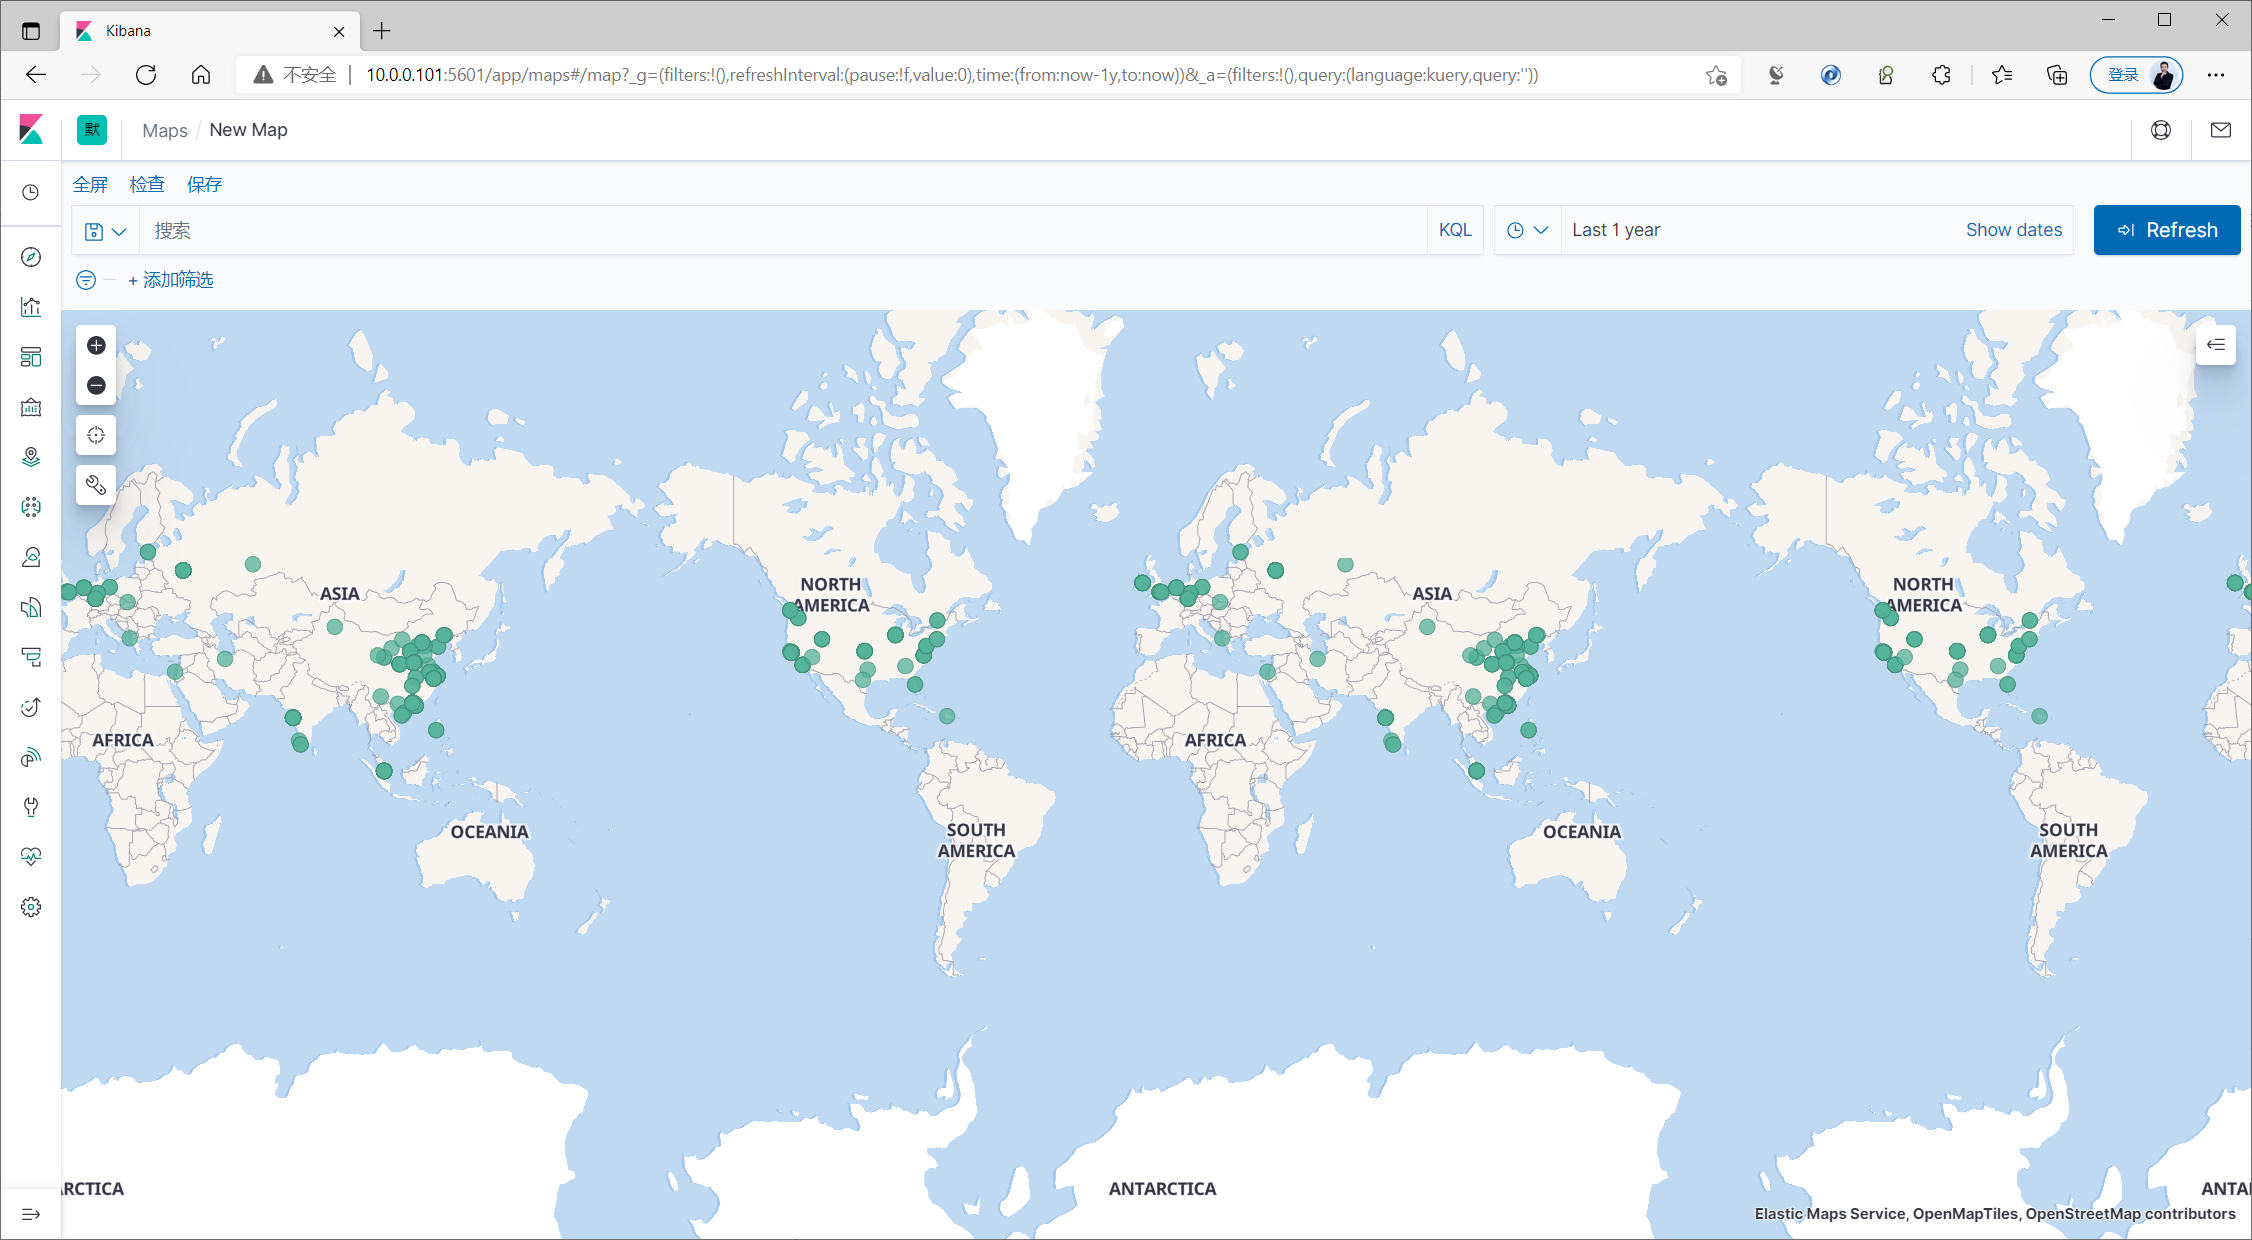 Kibana
不安全 | 10.0.0.101:5601/app/maps#/map?_g=(filters:!(),refreshInterval:(pause:!f,value:0),time:(from:now-1y,to:now))&_a=(filters:!(),query:(language:kuery,query:''))
登录
默 Maps / New Map
全屏 检查 保存
搜索 KQL Last 1 year Show dates Refresh
+ 添加筛选
ASIA
NORTH
AMERICA
ASIA
NORTH
AMERICA
AFRICA
AFRICA
OCEANIA
SOUTH
AMERICA
OCEANIA
SOUTH
AMERICA
ARCTICA
ANTARCTICA
ANTA
Elastic Maps Service, OpenMapTiles, OpenStreetMap contributors